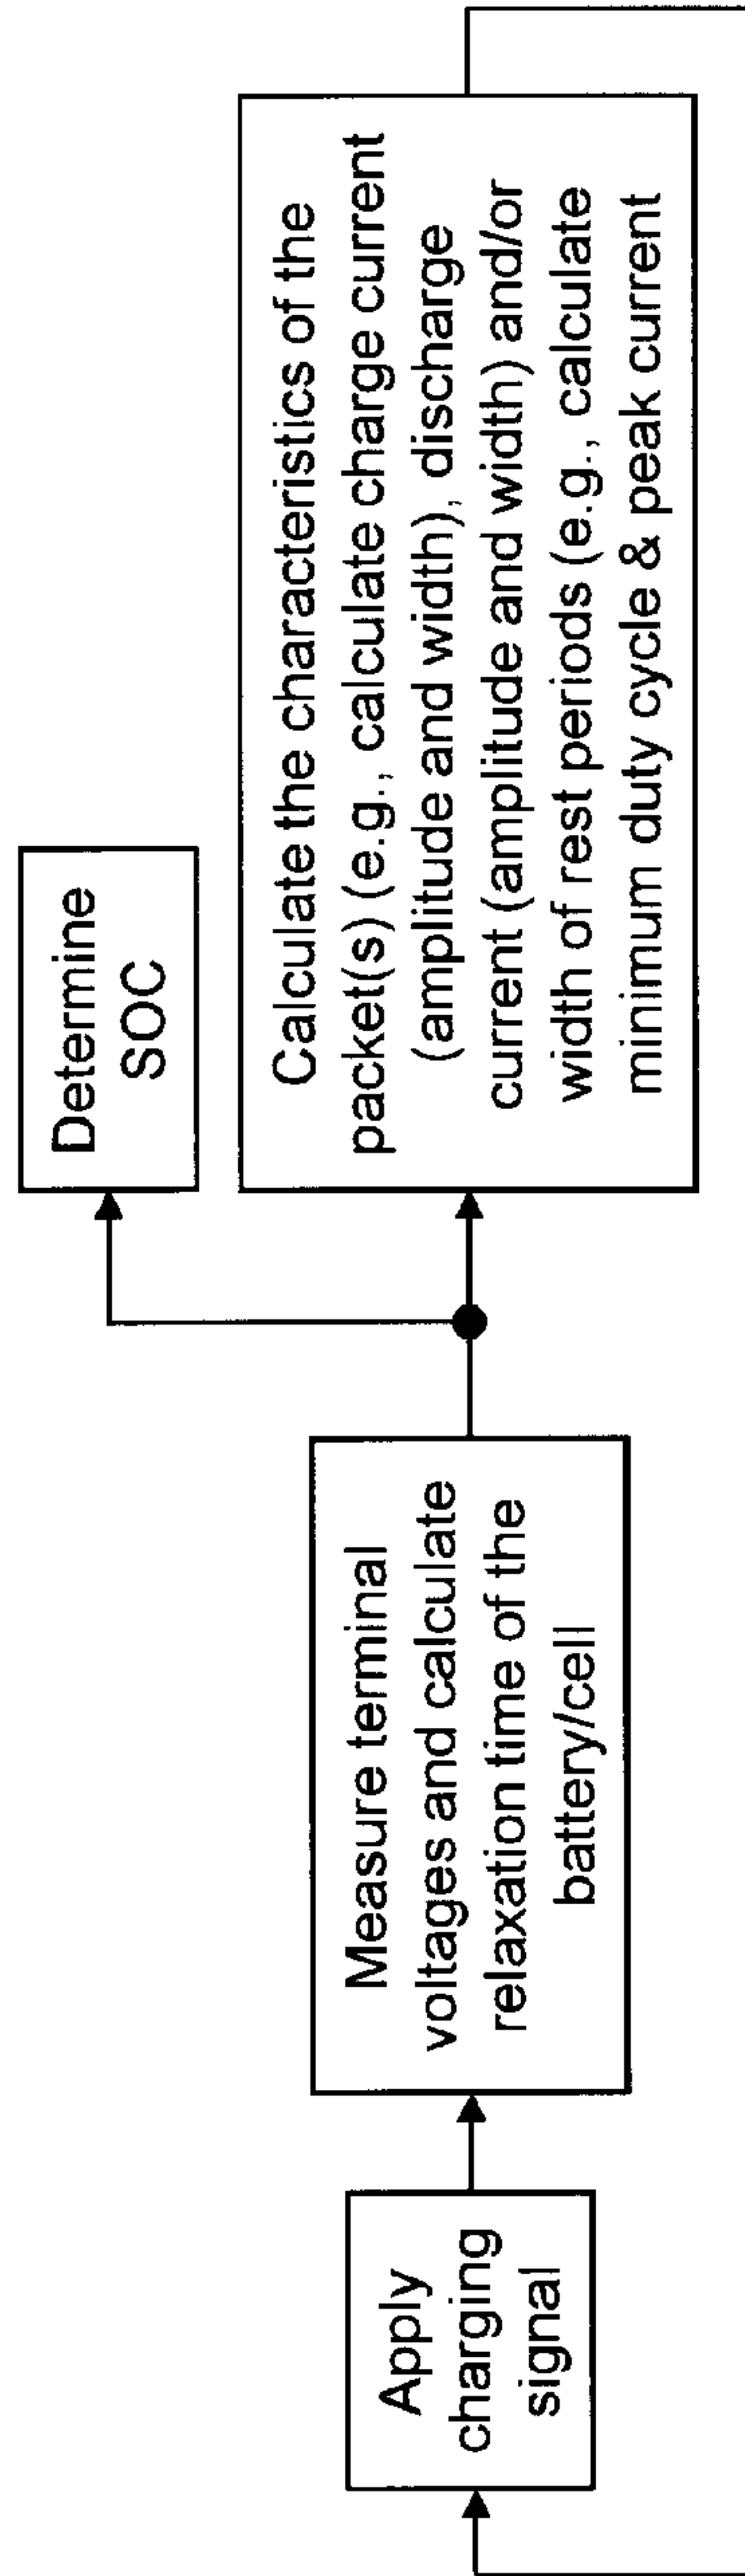 Apply
charging
signal
Measure terminal
voltages and calculate
relaxation time of the
battery/cell
Determine
SOC
Calculate the characteristics of the
packet(s) (e.g., calculate charge current
(amplitude and width), discharge
current (amplitude and width) and/or
width of rest periods (e.g., calculate
minimum duty cycle & peak current